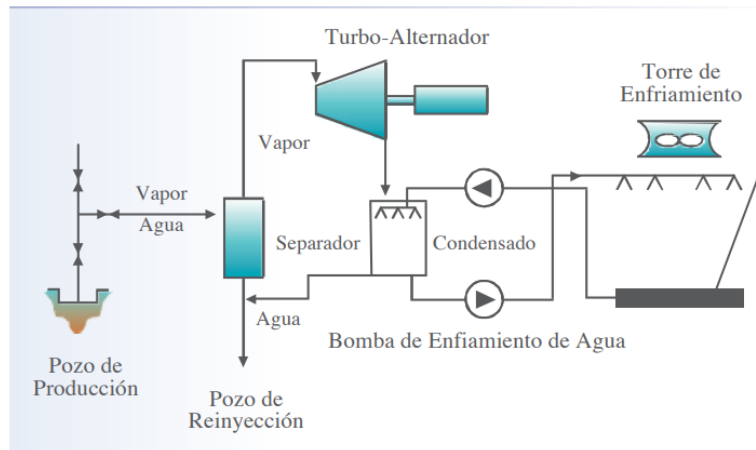 Turbo-Alternador
Torre de
Enfriamiento
Vapor
Vapor
Agua
Separador
Condensado
Agua
Bomba de Enfiamiento de Agua
Pozo de
Producción
Pozo de
Reinyección